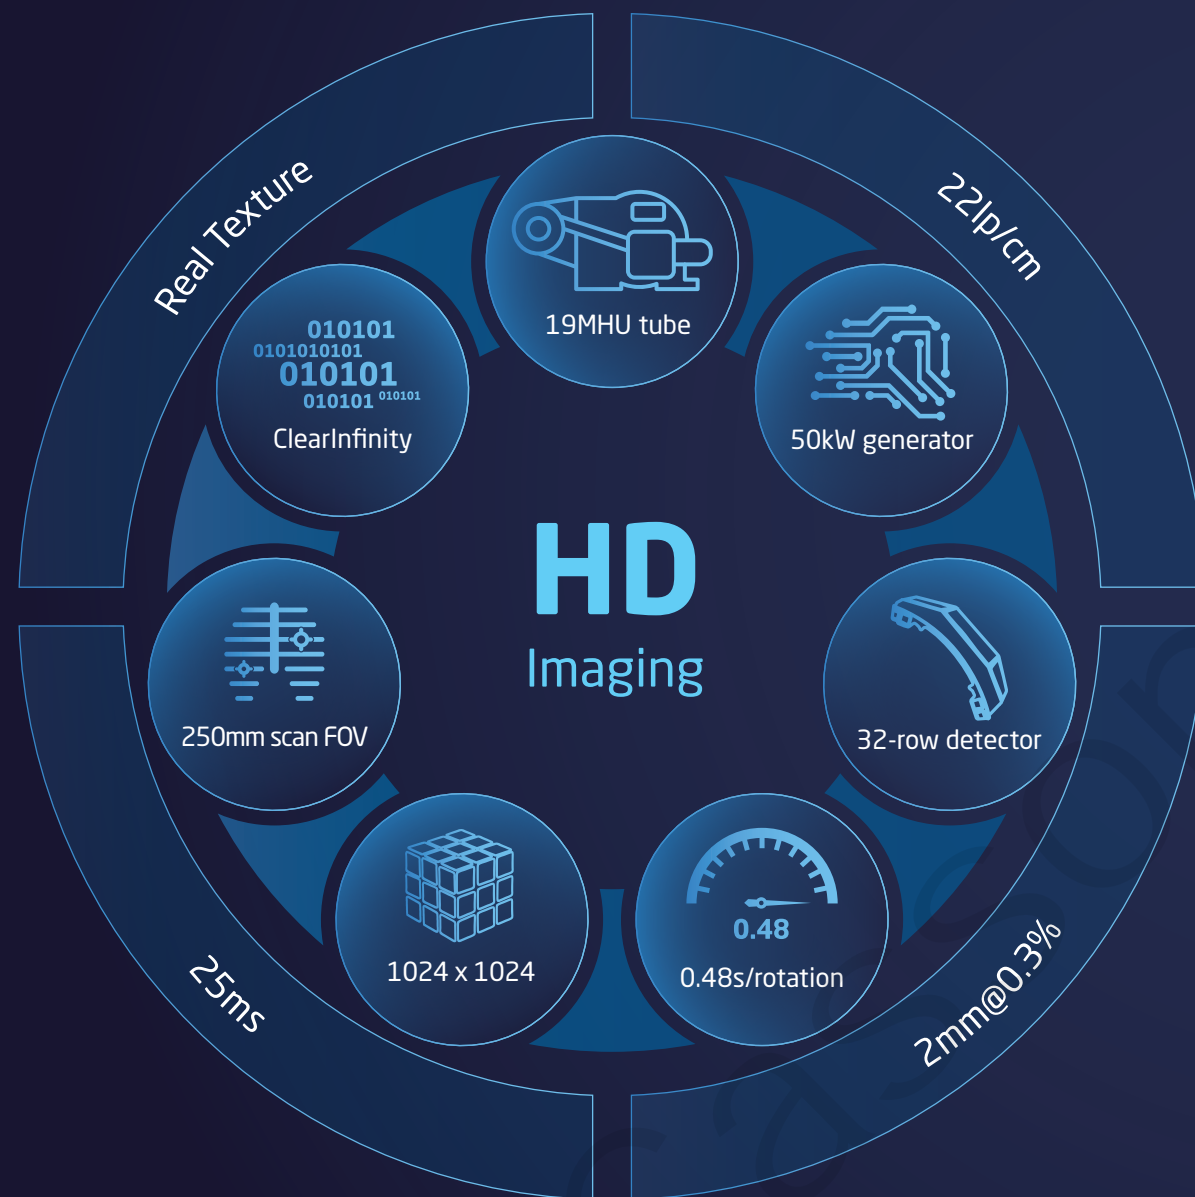 Real Texture
22lp/cm
19MHU tube
010101
0101010101
010101
010101 010101
ClearInfinity
50kW generator
HD
Imaging
250mm scan FOV
32-row detector
0.48
1024 x 1024
0.48s/rotation
25ms
2mm@0.3%